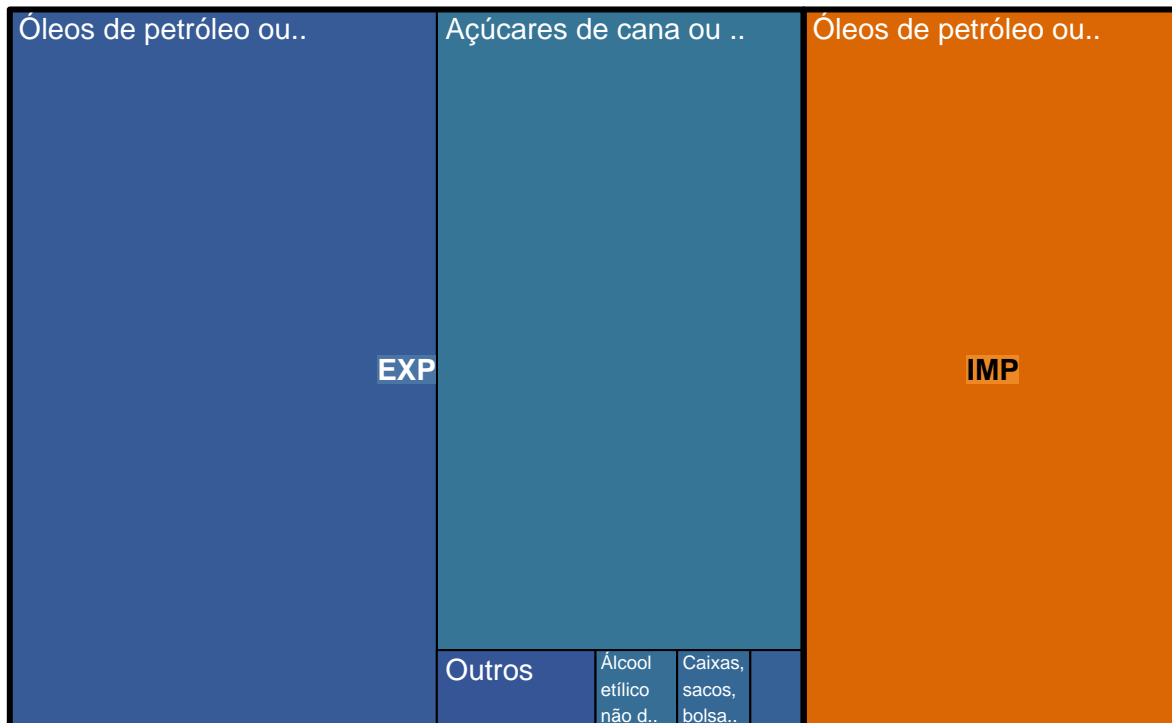 Óleos de petróleo ou..
Açúcares de cana ou ..
Óleos de petróleo ou..
EXP
IMP
Outros
Álcool
etílico
não d..
Caixas,
sacos,
bolsa..